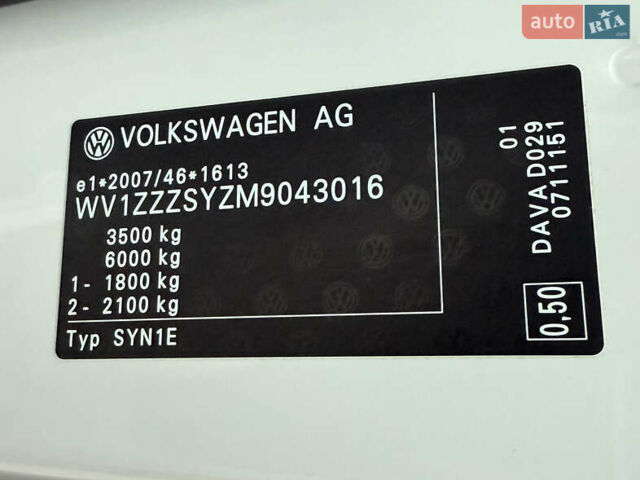 auto RIA
.com
VOLKSWAGEN AG
e1*2007/46*1613
WV1ZZZSYZM9043016
3500 kg
6000 kg
1- 1800 kg
2- 2100 kg
Typ SYN1E
01
DAVA D029
0711151
0,50